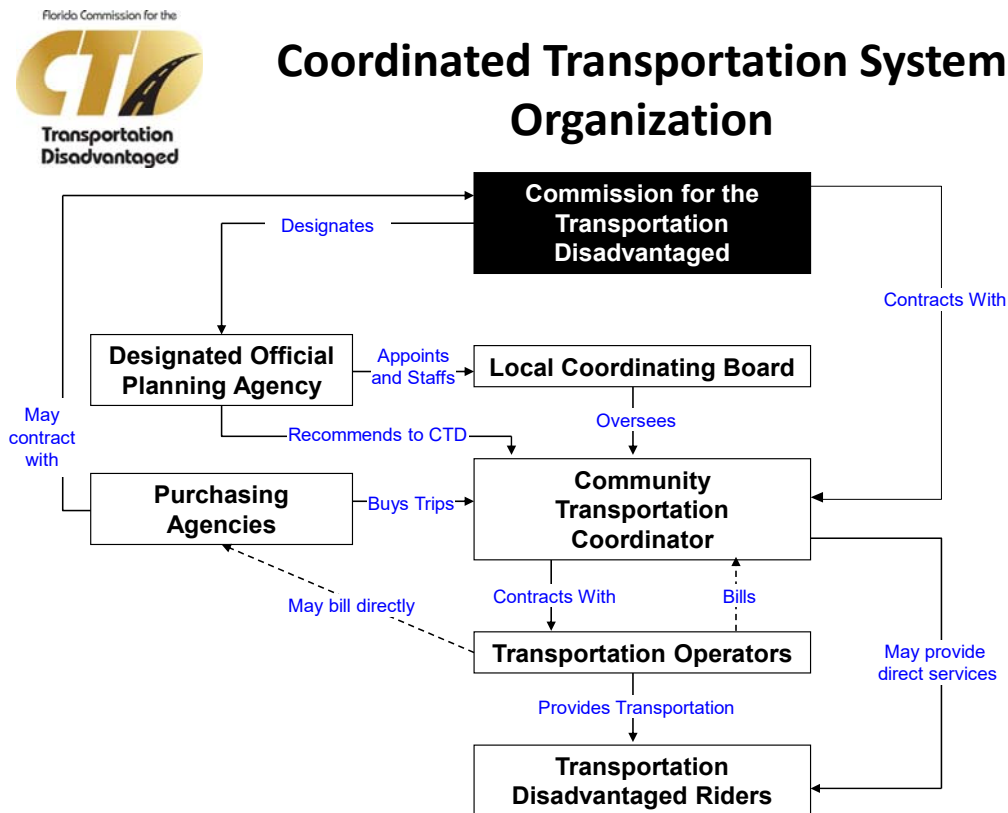 Florida Commission for the
CTD
Transportation
Disadvantaged
Coordinated Transportation System
Organization
Commission for the
Transportation
Disadvantaged
Designates
Contracts With
Designated Official
Planning Agency
Appoints
and Staffs
Local Coordinating Board
May
contract
with
Recommends to CTD
Oversees
Purchasing
Agencies
Buys Trips
Community
Transportation
Coordinator
May bill directly
Contracts With
Bills
Transportation Operators
May provide
direct services
Provides Transportation
Transportation
Disadvantaged Riders